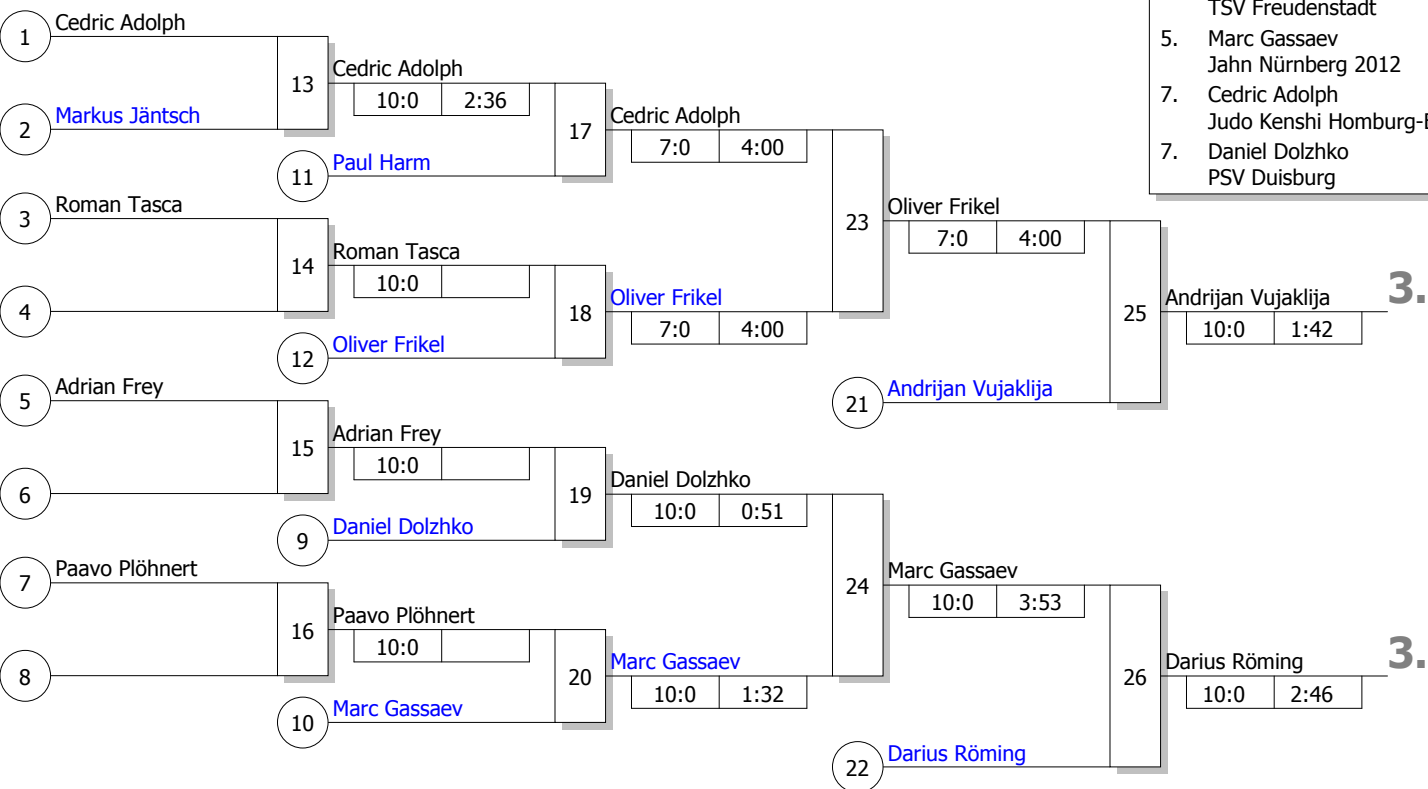 TSV Freudenstadt
5. Marc Gassaev
Jahn Nürnberg 2012
7. Cedric Adolph
Judo Kenshi Homburg-
7. Daniel Dolzhko
PSV Duisburg
1 Cedric Adolph
13
Cedric Adolph
10:0 2:36
2 Markus Jäntsch
17
Cedric Adolph
7:0 4:00
11 Paul Harm
3 Roman Tasca
23
Oliver Frikel
7:0 4:00
14
Roman Tasca
10:0
4
18
Oliver Frikel
7:0 4:00
12 Oliver Frikel
25
Andrijan Vujaklija
10:0 1:42
3.
5 Adrian Frey
21 Andrijan Vujaklija
15
Adrian Frey
10:0
6
19
Daniel Dolzhko
10:0 0:51
9 Daniel Dolzhko
7 Paavo Plöhnert
24
Marc Gassaev
10:0 3:53
16
Paavo Plöhnert
10:0
8
20
Marc Gassaev
10:0 1:32
10 Marc Gassaev
26
Darius Röming
10:0 2:46
3.
22 Darius Röming